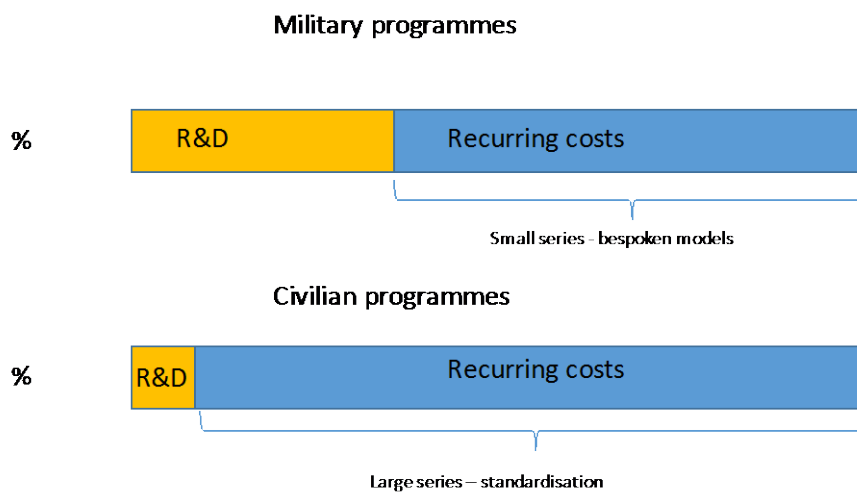 Military programmes
%
R&D
Recurring costs
Small series - bespoken models
Civilian programmes
%
R&D
Recurring costs
Large series – standardisation